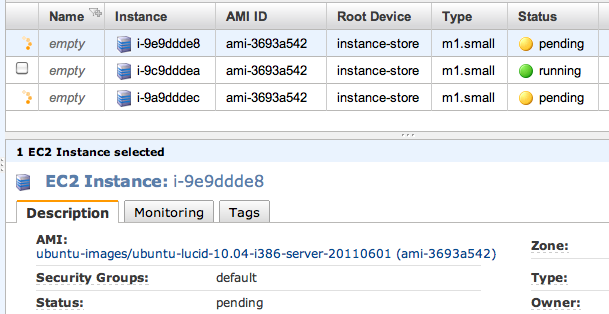 Name Instance AMI ID Root Device Type Status
empty i-9e9ddde8 ami-3693a542 instance-store m1.small pending
empty i-9c9dddea ami-3693a542 instance-store m1.small running
empty i-9a9dddec ami-3693a542 instance-store m1.small pending
1 EC2 Instance selected
EC2 Instance: i-9e9ddde8
Description Monitoring Tags
AMI:
ubuntu-images/ubuntu-lucid-10.04-i386-server-20110601 (ami-3693a542) Zone:
Security Groups: default Type:
Status: pending Owner: